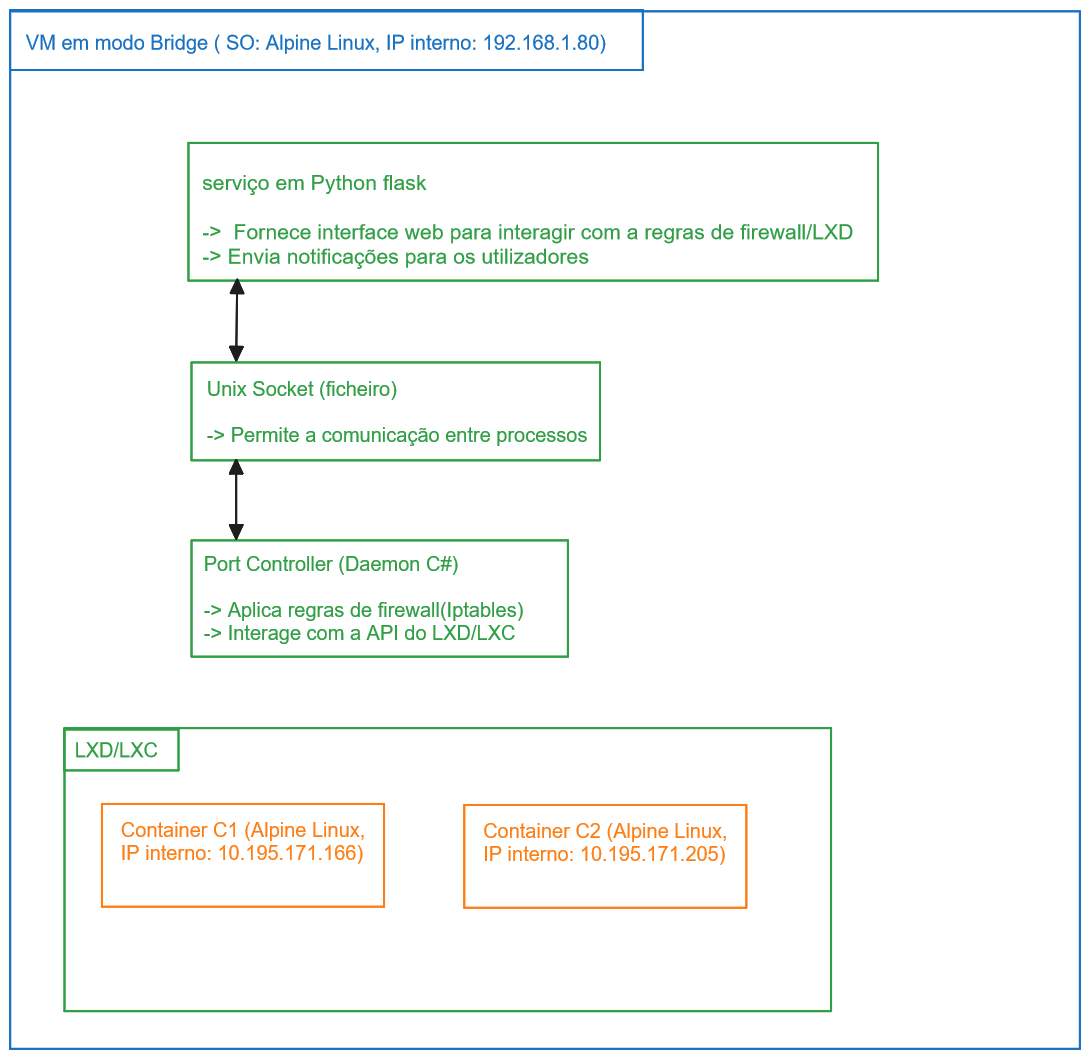 VM em modo Bridge ( SO: Alpine Linux, IP interno: 192.168.1.80)
serviço em Python flask
-> Fornece interface web para interagir com a regras de firewall/LXD
-> Envia notificações para os utilizadores
Unix Socket (ficheiro)
-> Permite a comunicação entre processos
Port Controller (Daemon C#)
-> Aplica regras de firewall(Iptables)
-> Interage com a API do LXD/LXC
LXD/LXC
Container C1 (Alpine Linux,
IP interno: 10.195.171.166)
Container C2 (Alpine Linux,
IP interno: 10.195.171.205)